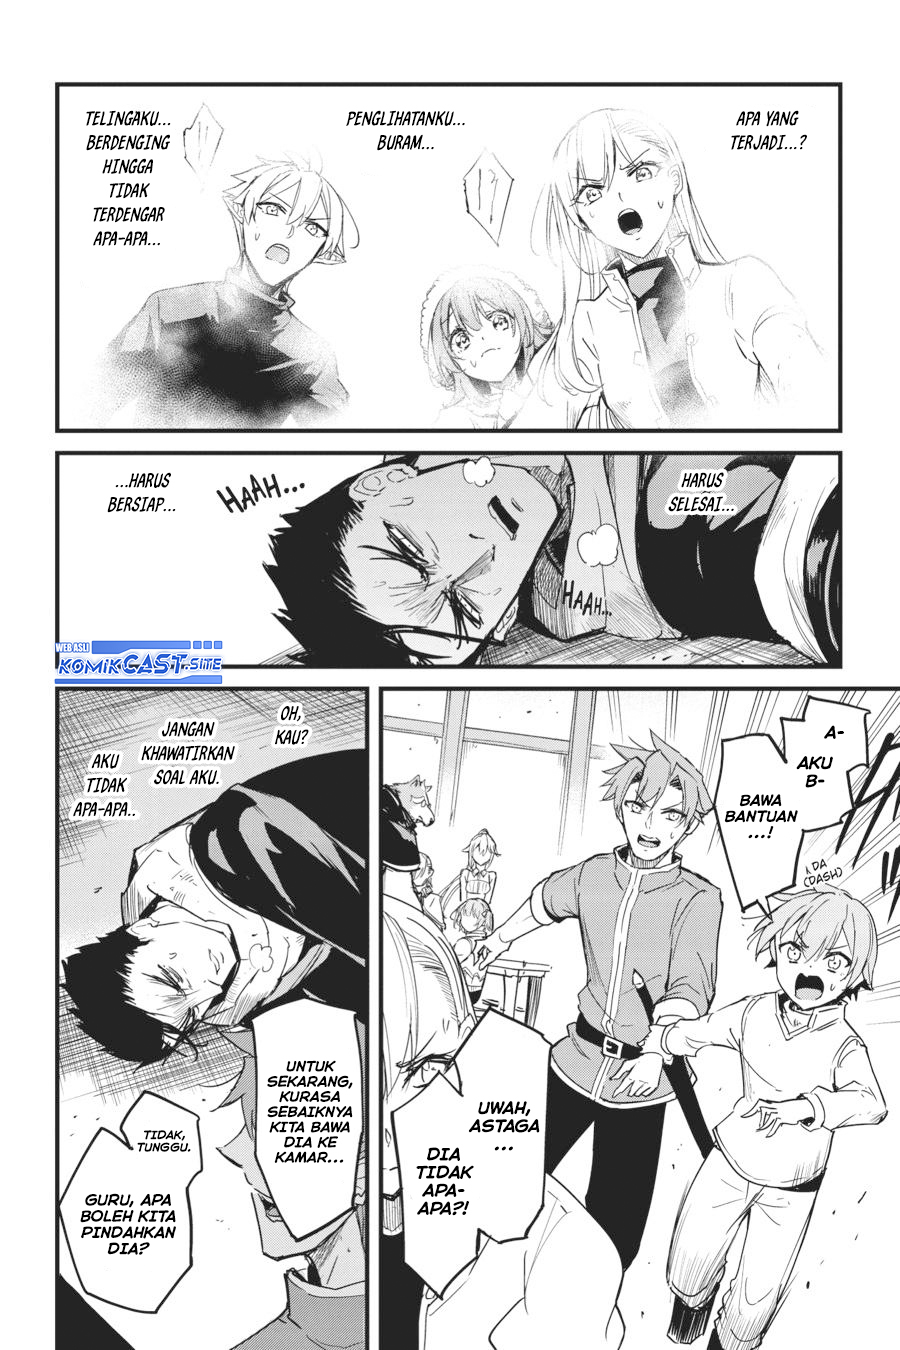 APA YANG
TERJADI...?
PENGLIHATANKU...
BURAM...
TELINGAKU...
BERDENGING
HINGGA
TIDAK
TERDENGAR
APA-APA...
HARUS
SELESAI...
HAAH...
HAAH...
...HARUS
BERSIAP...
WEB ASLI
KOMIKCAST.SITE
A-
AKU
B-
BAWA
BANTUAN
...!
DA
(DASH)
UWAH,
ASTAGA
...
DIA
TIDAK
APA-
APA?!
OH,
KAU?
JANGAN
KHAWATIRKAN
SOAL AKU.
AKU
TIDAK
APA-APA..
UNTUK
SEKARANG,
KURASA
SEBAIKNYA
KITA BAWA
DIA KE
KAMAR...
TIDAK,
TUNGGU.
GURU, APA
BOLEH KITA
PINDAHKAN
DIA?